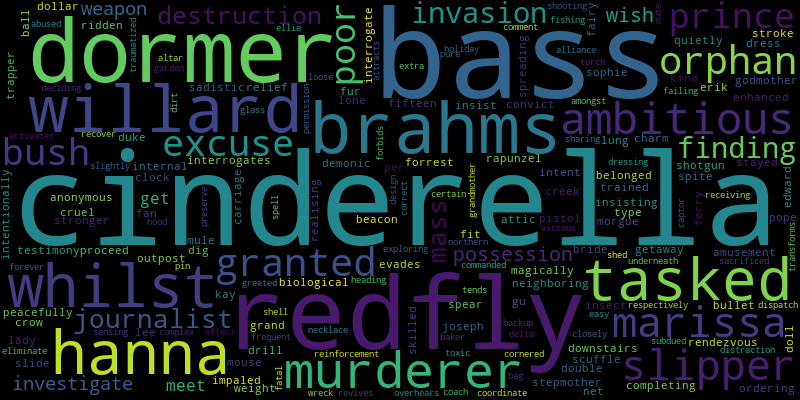 dollar
weapon
destruction
invasion
wish
prince
ball
ridden
dormer
poor
interrogate
attracts
bass
comment
shooting
fishing
fairy
stroke
dress
abused
ellie
holiday
pure
alliance
torch
quietly
kind
trapper
altar
garden
traumatized
extra
spreading
sophie
failing
orphan
godmother
deciding
sadistic
relief
loose
fur
permission
lone
fifteen
insist
convict
amongst
erik
enhanced
willard
dirt
glass
brahms
ambitious
activates
recover
duke
excuse
forbids
sharing
lung
charm
finding
bush
slightly
internal
interrogates
demonic
forrest
rapunzel
dressing
stayed
intentionally
clock
per
intent
belonged
shotgun
spite
cinderella
anonymous
get
spell
carriage
preserve
realising
design
correct
certain
grandmother
creek
trained
captor
receiving
edward
cruel
fan
beacon
attic
pistol
insisting
type
ferry
pope
stronger
hood
mass
fit
vicious
morgue
transforms
testimony
proceed
mule
dig
exploring
northern
bride
getaway
amusement
outpost
evades
possession
shed
underneath
sacrificed
forever
pin
granted
heading
commanded
magically
tasked
whilst
peacefully
kay
greeted
biological
tends
spear
neighboring
insect
respectively
dispatch
crow
shell
necklace
redfly
gu
easy
bullet
journalist
frequent
backup
skilled
joseph
marissa
rendezvous
doll
lady
sensing
lee
complex
affect
grand
baker
delta
closely
subdued
distraction
eliminate
hanna
drill
reinforcement
cornered
downstairs
slipper
slide
mouse
murderer
toxic
scuffle
investigate
meet
impaled
weight
fatal
bag
stepmother
double
completing
ordering
wreck
revives
overhears
coach
coordinate
net